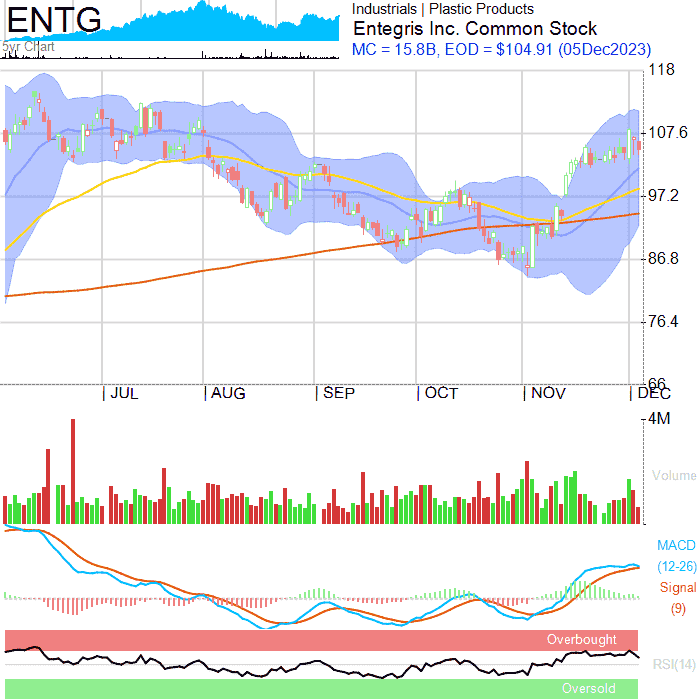 ENTG
5yr Chart
Industrials | Plastic Products
Entegris Inc. Common Stock
MC = 15.8B, EOD = $104.91 (05Dec2023)
118
107.6
97.2
86.8
76.4
66
| JUL | AUG | SEP | OCT | NOV | DEC
4M
Volume
MACD
(12-26)
Signal
(9)
Overbought
RSI(14)
Oversold